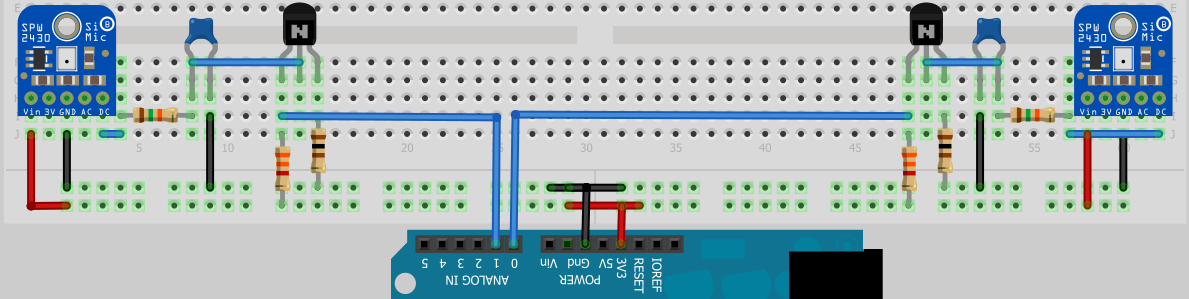 E
E
SPW
2430
Si
Mic
B
N
N
SPW
2430
Si
Mic
B
Vin 3V GND AC DC
Vin 3V GND AC DC
J
J
10
20
30
35
40
45
55
5 4 3 2 1 0
Vin Gnd 5V 3V3 RESET IOREF
ANALOG IN
POWER